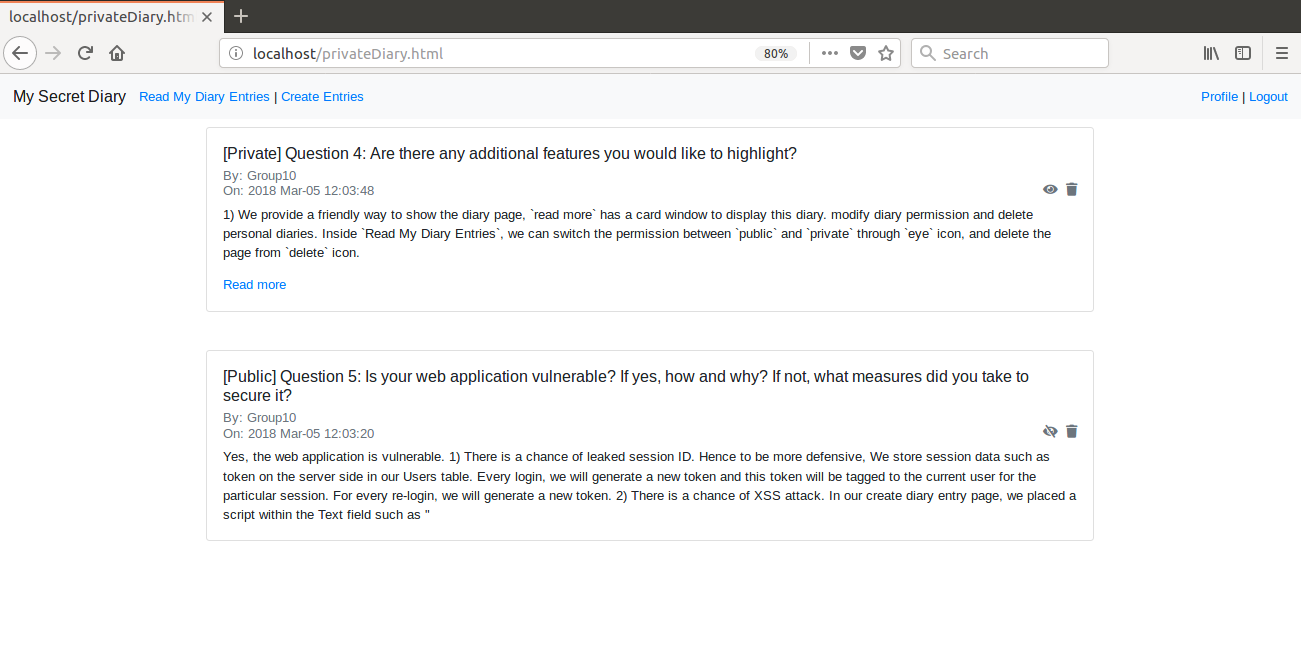 localhost/privateDiary.htm
localhost/privateDiary.html
80%
Search
My Secret Diary Read My Diary Entries | Create Entries
Profile | Logout
[Private] Question 4: Are there any additional features you would like to highlight?
By: Group10
On: 2018 Mar-05 12:03:48
1) We provide a friendly way to show the diary page, `read more` has a card window to display this diary. modify diary permission and delete
personal diaries. Inside `Read My Diary Entries`, we can switch the permission between `public` and `private` through `eye` icon, and delete the
page from `delete` icon.
Read more
[Public] Question 5: Is your web application vulnerable? If yes, how and why? If not, what measures did you take to
secure it?
By: Group10
On: 2018 Mar-05 12:03:20
Yes, the web application is vulnerable. 1) There is a chance of leaked session ID. Hence to be more defensive, We store session data such as
token on the server side in our Users table. Every login, we will generate a new token and this token will be tagged to the current user for the
particular session. For every re-login, we will generate a new token. 2) There is a chance of XSS attack. In our create diary entry page, we placed a
script within the Text field such as "